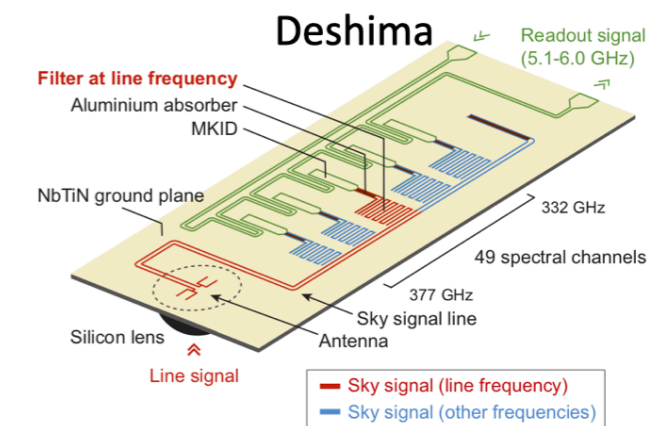 Deshima
Readout signal
(5.1-6.0 GHz)
Filter at line frequency
Aluminium absorber
MKID
NbTiN ground plane
332 GHz
49 spectral channels
377 GHz
Sky signal line
Antenna
Silicon lens
Line signal
Sky signal (line frequency)
Sky signal (other frequencies)